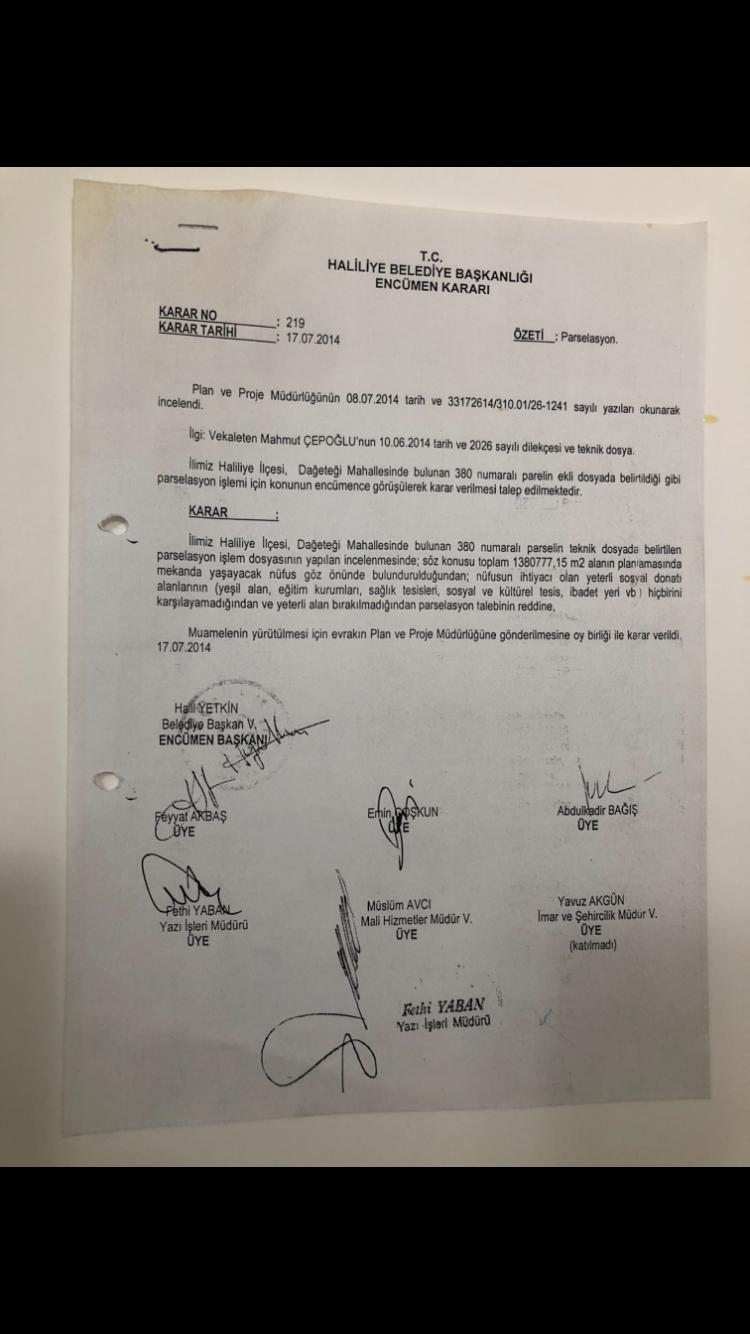 T.C.
HALİLİYE BELEDİYE BAŞKANLIĞI
ENCÜMEN KARARI
KARAR NO : 219
KARAR TARİHİ : 17.07.2014
ÖZETİ : Parselasyon.
Plan ve Proje Müdürlüğünün 08.07.2014 tarih ve 33172614/310.01/26-1241 sayılı yazıları okunarak
incelendi.
İlgi: Vekaleten Mahmut ÇEPOĞLU'nun 10.06.2014 tarih ve 2026 sayılı dilekçesi ve teknik dosya.
İlimiz Haliliye İlçesi, Dağeteği Mahallesinde bulunan 380 numaralı parelin ekli dosyada belirtildiği gibi
parselasyon işlemi için konunun encümence görüşülerek karar verilmesi talep edilmektedir.
KARAR :
İlimiz Haliliye İlçesi, Dağeteği Mahallesinde bulunan 380 numaralı parselin teknik dosyada belirtilen
parselasyon işlem dosyasının yapılan incelenmesinde; söz konusu toplam 1380777,15 m2 alanın planlamasında
mekanda yaşayacak nüfus göz önünde bulundurulduğundan; nüfusun ihtiyacı olan yeterli sosyal donatı
alanlarının (yeşil alan, eğitim kurumları, sağlık tesisleri, sosyal ve kültürel tesis, ibadet yeri vb ) hiçbirini
karşılayamadığından ve yeterli alan bırakılmadığından parselasyon talebinin reddine,
Muamelenin yürütülmesi için evrakın Plan ve Proje Müdürlüğüne gönderilmesine oy birliği ile karar verildi.
17.07.2014
Halil YETKİN
Belediye Başkan V.
ENCÜMEN BAŞKANI
Feyyat AKBAŞ
ÜYE
Emin COŞKUN
ÜYE
Abdulkadir BAĞIŞ
ÜYE
Fethi YABAN
Yazı İşleri Müdürü
ÜYE
Müslüm AVCI
Mali Hizmetler Müdür V.
ÜYE
Yavuz AKGÜN
İmar ve Şehircilik Müdür V.
ÜYE
(katılmadı)
Fethi YABAN
Yazı İşleri Müdürü